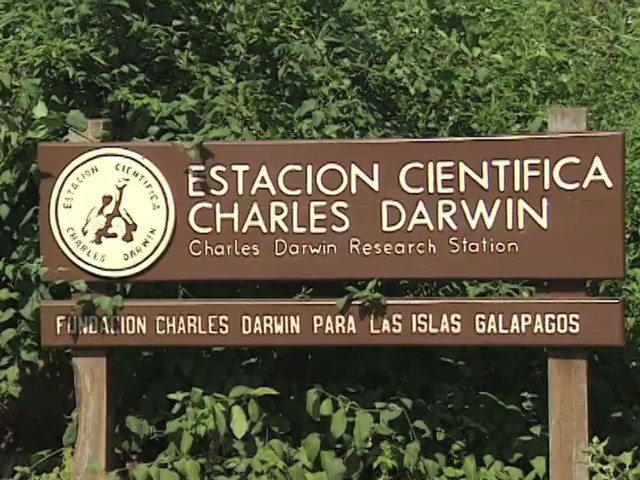 ESTACION CIENTIFICA
CHARLES DARWIN
ESTACION CIENTIFICA
CHARLES DARWIN
Charles Darwin Research Station
FUNDACION CHARLES DARWIN PARA LAS ISLAS GALAPAGOS